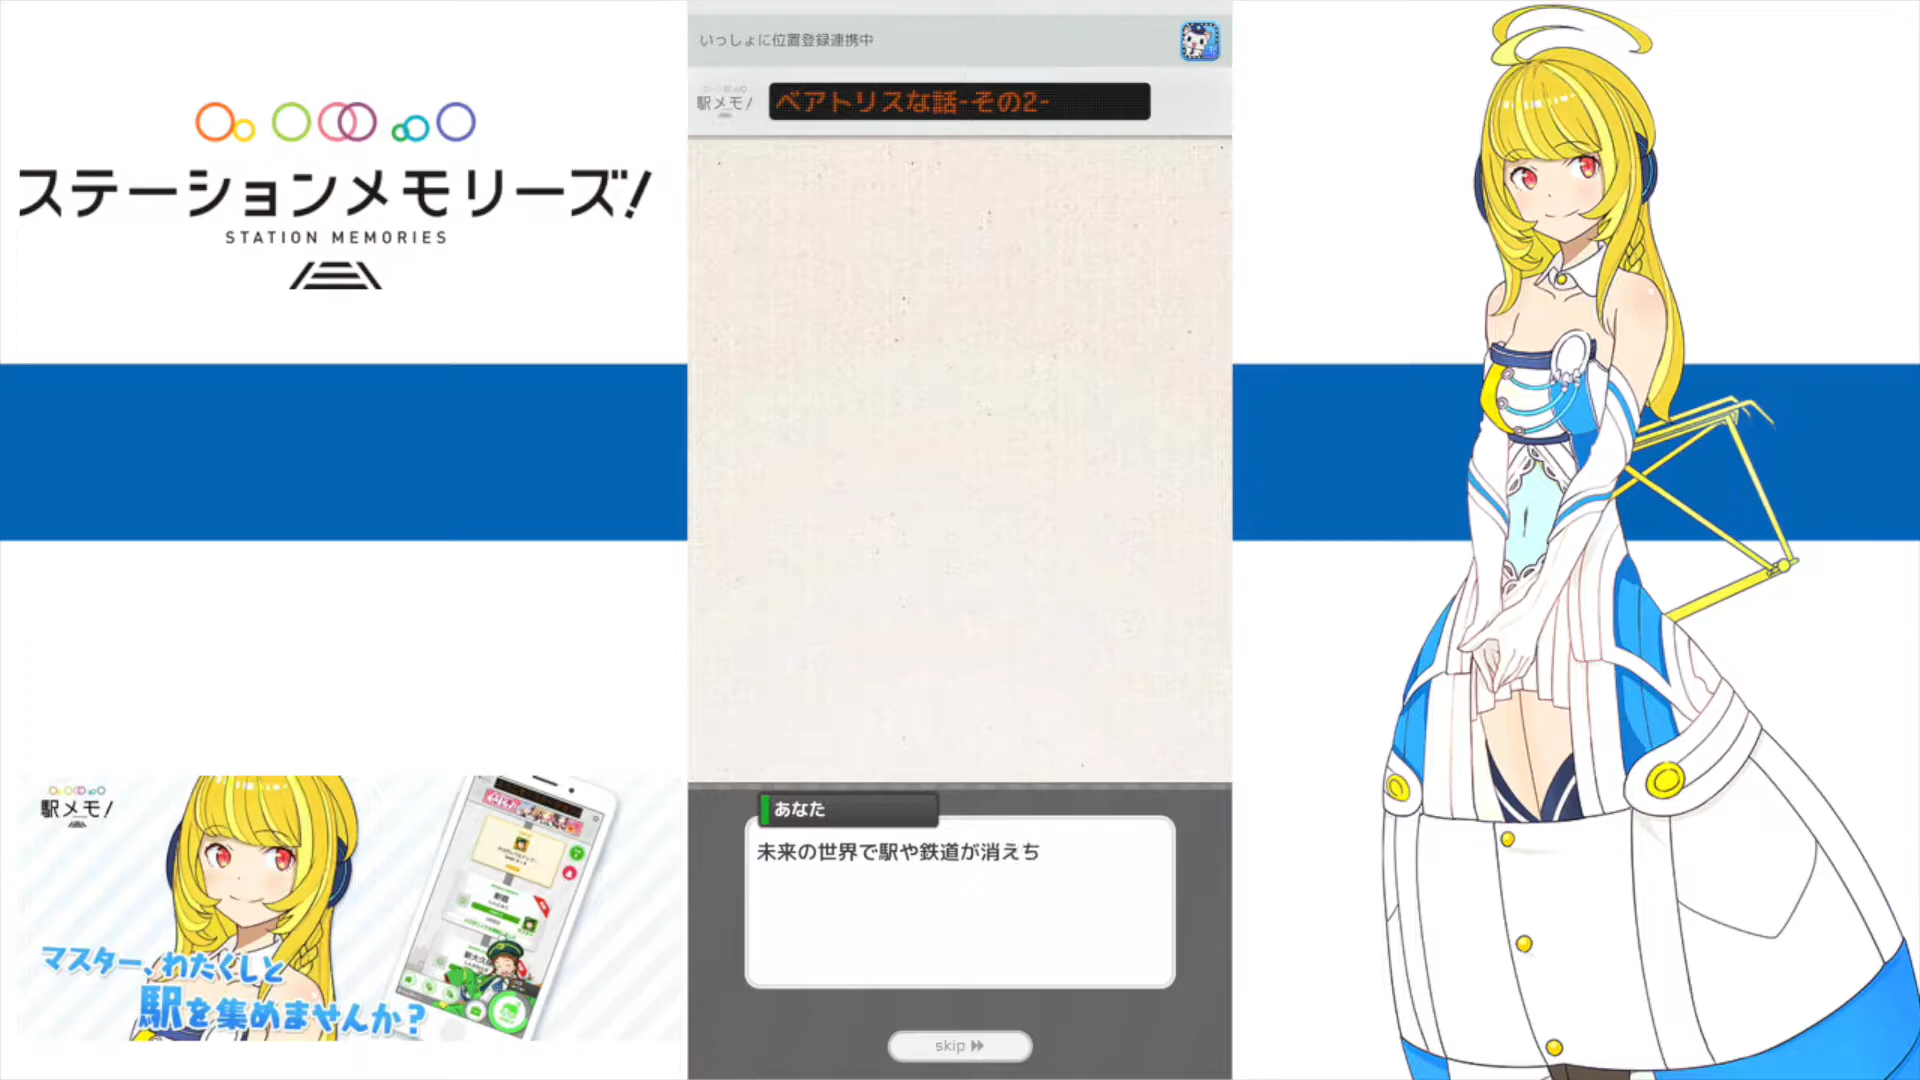 ステーションメモリーズ!
STATION MEMORIES
いっしょに位置登録連携中
駅メモ!
ベアトリスな話-その2-
あなた
未来の世界で駅や鉄道が消えち
skip
駅メモ!
マスター、わたくしと
駅を集めませんか?